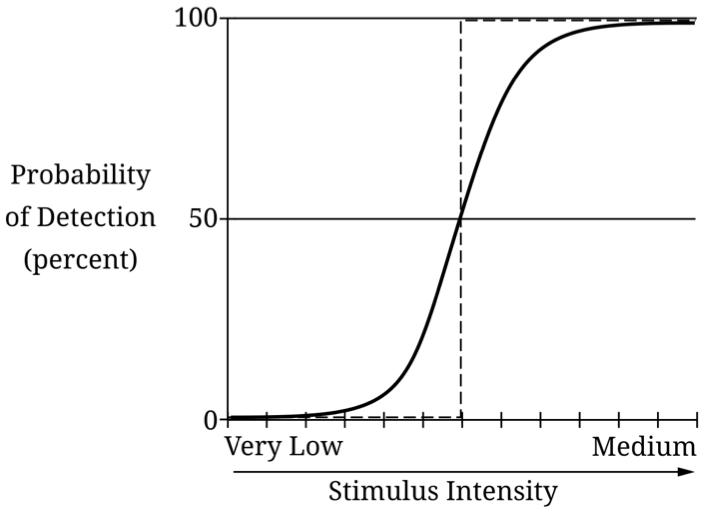 100
Probability
of Detection
(percent)
50
0
Very Low
Medium
Stimulus Intensity